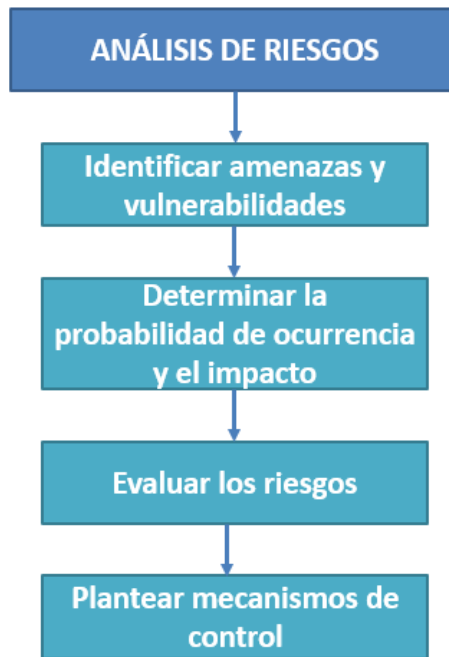 ANÁLISIS DE RIESGOS
Identificar amenazas y
vulnerabilidades
Determinar la
probabilidad de ocurrencia
y el impacto
Evaluar los riesgos
Plantear mecanismos de
control